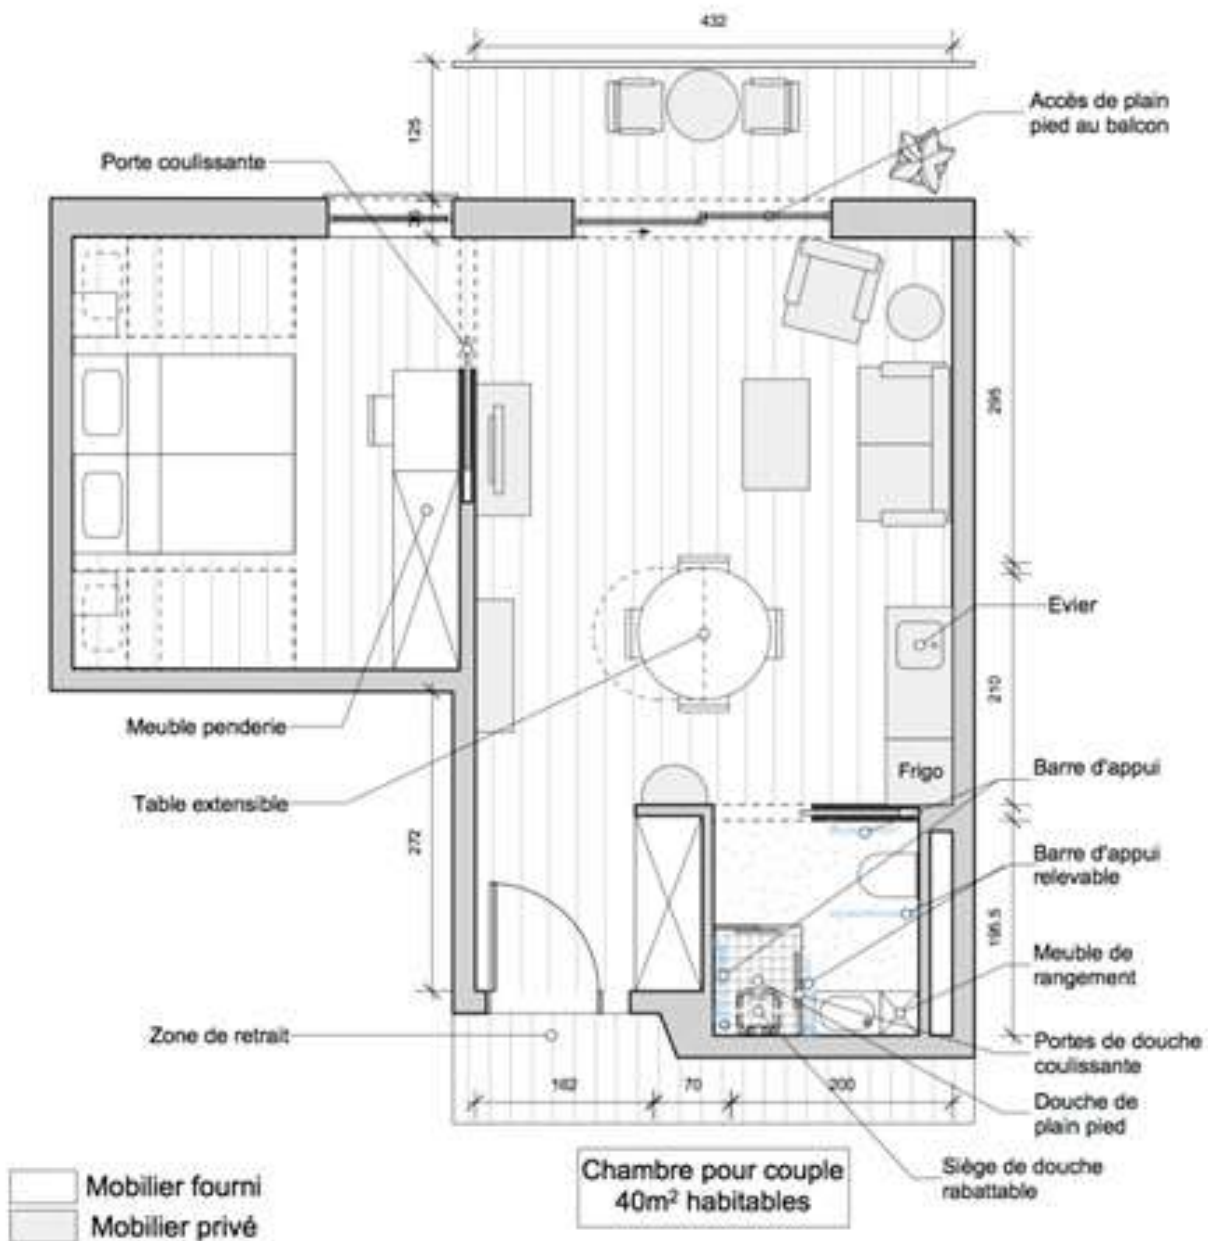 432
Accès de plain
pied au balcon
125
Porte coulissante
295
Evier
210
Meuble penderie
Frigo
Barre d'appui
Table extensible
272
Barre d'appui
relevable
195.5
Meuble de
rangement
Zone de retrait
Portes de douche
coulissante
162
70
200
Douche de
plain pied
Siège de douche
rabattable
Chambre pour couple
40m² habitables
Mobilier fourni
Mobilier privé